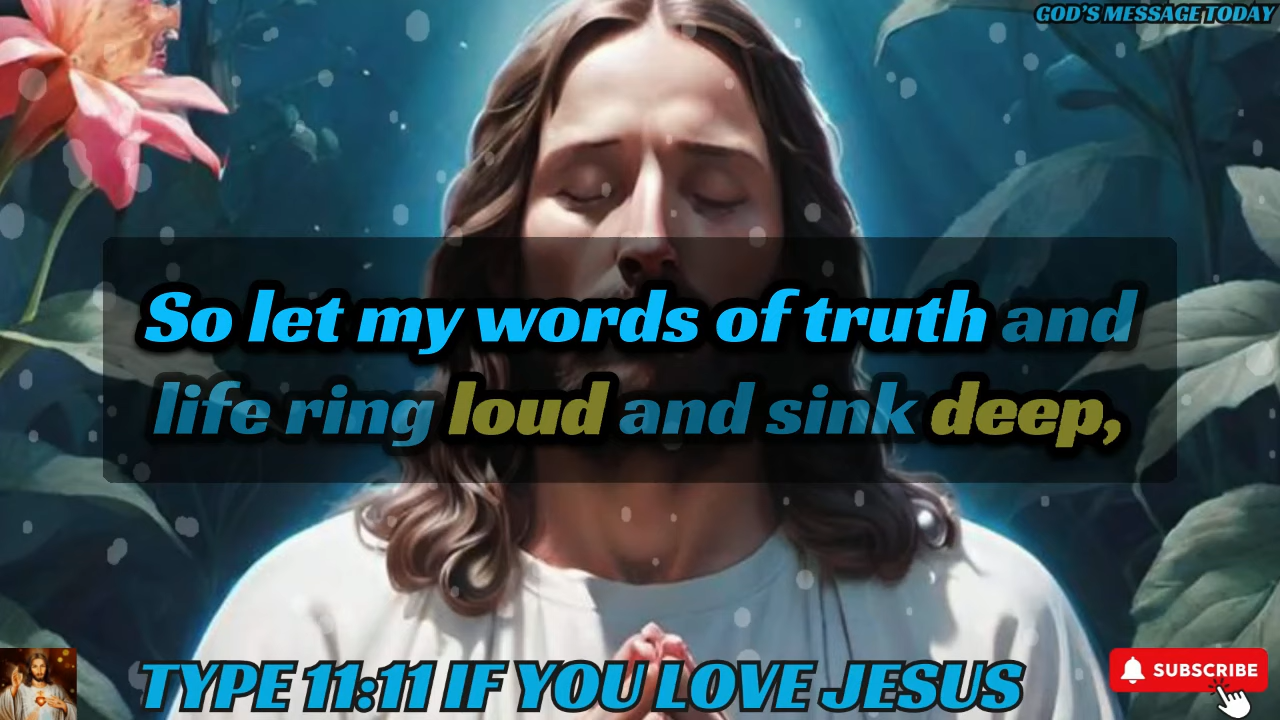 GOD'S MESSAGE TODAY
So let my words of truth and
life ring loud and sink deep,
TYPE 11:11 IF YOU LOVE JESUS
SUBSCRIBE